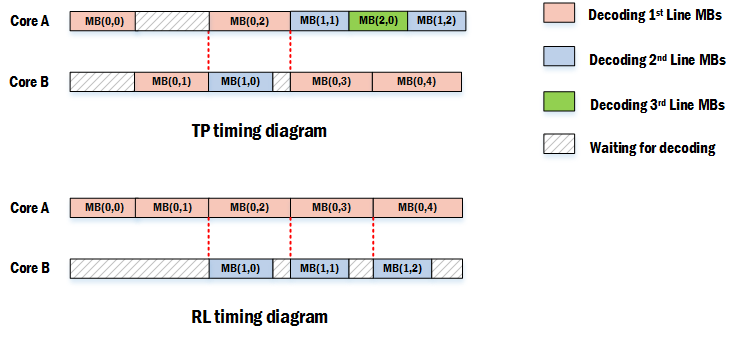 Core A MB(0,0) MB(0,2) MB(1,1) MB(2,0) MB(1,2)
Core B MB(0,1) MB(1,0) MB(0,3) MB(0,4)
TP timing diagram
Core A MB(0,0) MB(0,1) MB(0,2) MB(0,3) MB(0,4)
Core B MB(1,0) MB(1,1) MB(1,2)
RL timing diagram
Decoding 1st Line MBs
Decoding 2nd Line MBs
Decoding 3rd Line MBs
Waiting for decoding